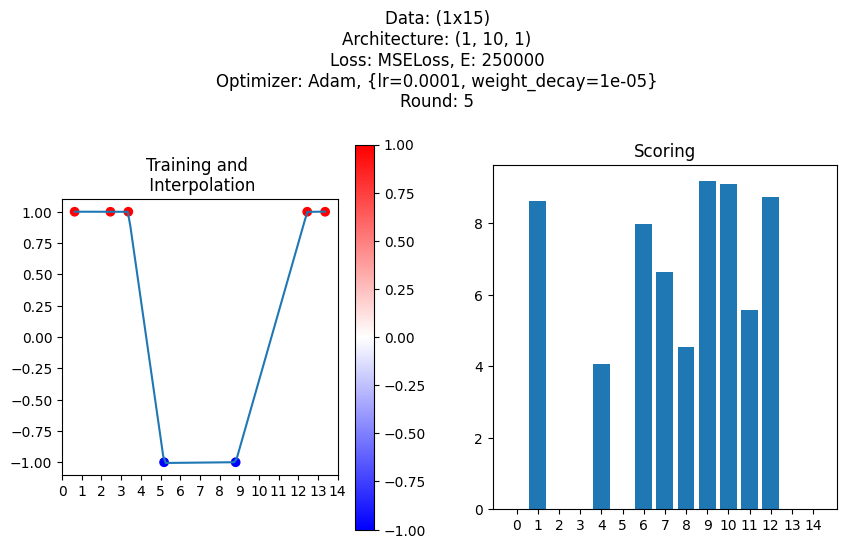 Data: (1x15)
Architecture: (1, 10, 1)
Loss: MSELoss, E: 250000
Optimizer: Adam, {lr=0.0001, weight_decay=1e-05}
Round: 5
Training and
Interpolation
1.00
0.75
0.50
0.25
0.00
−0.25
−0.50
−0.75
−1.00
0 1 2 3 4 5 6 7 8 9 10 11 12 13 14
1.00
0.75
0.50
0.25
0.00
−0.25
−0.50
−0.75
−1.00
Scoring
8
6
4
2
0
0 1 2 3 4 5 6 7 8 9 10 11 12 13 14